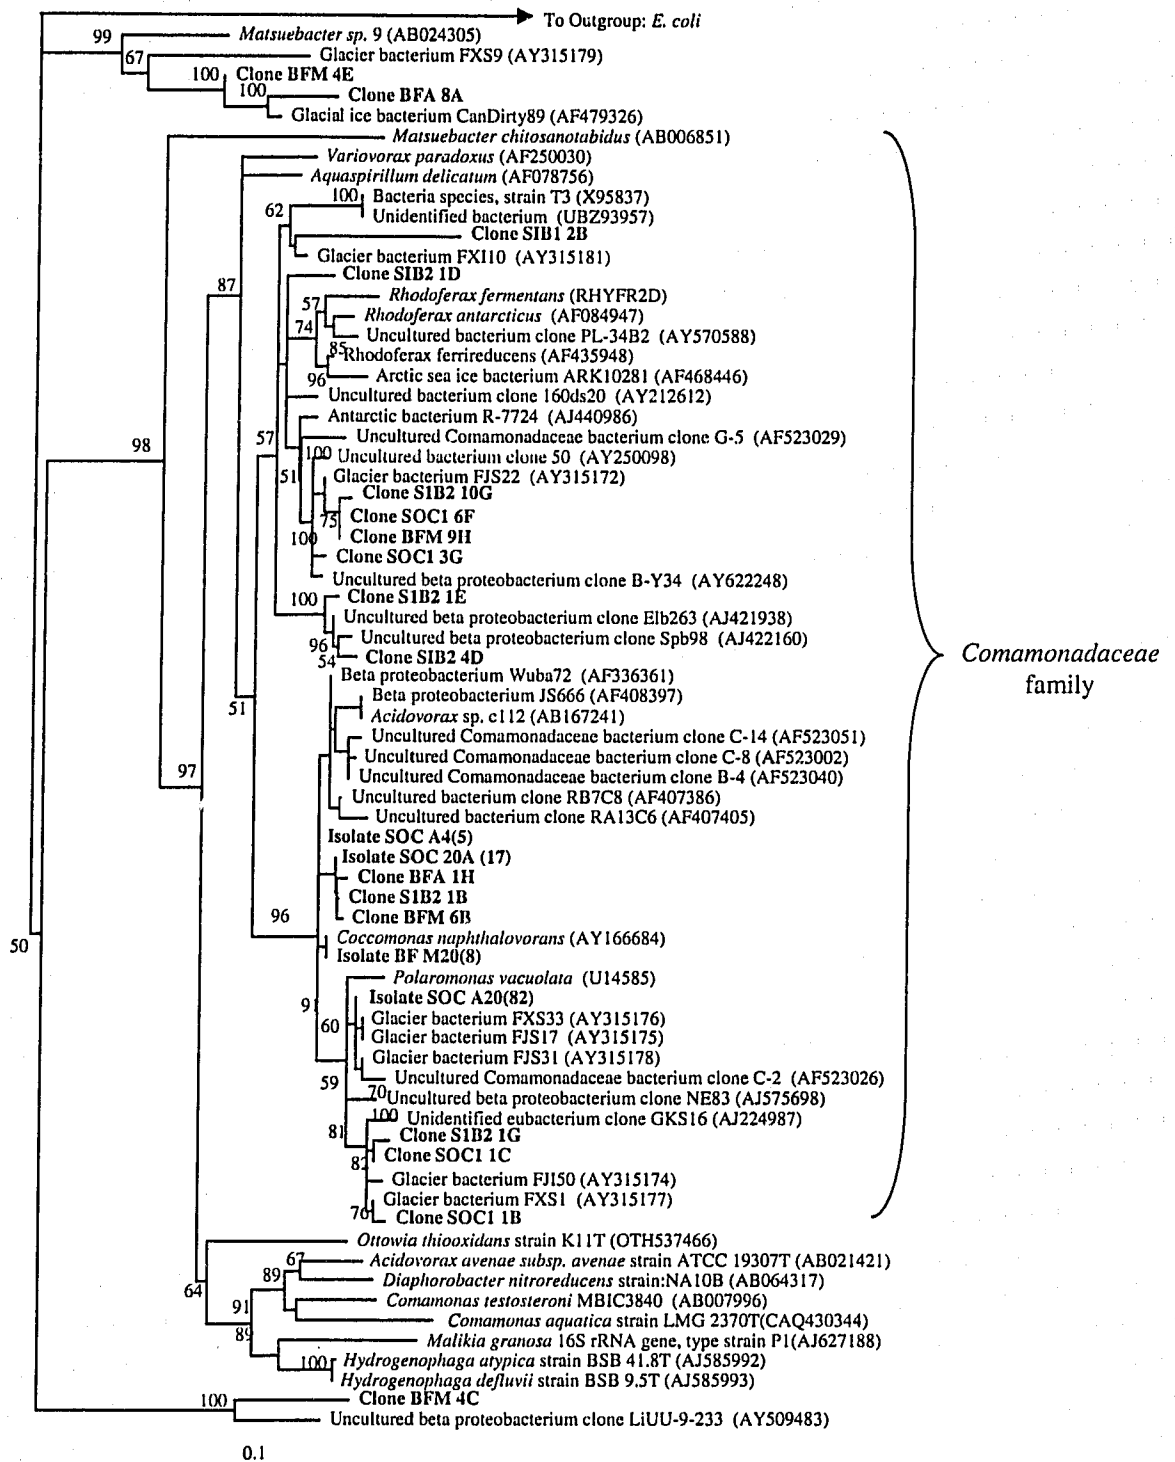 To Outgroup: E. coli
99
Matsuebacter sp. 9 (AB024305)
67
Glacier bacterium FXS9 (AY315179)
100
Clone BFM 4E
100
Clone BFA 8A
Glacial ice bacterium CanDirty89 (AF479326)
Matsuebacter chitosanotabidus (AB006851)
Variovorax paradoxus (AF250030)
Aquaspirillum delicatum (AF078756)
100
Bacteria species, strain T3 (X95837)
62
Unidentified bacterium (UBZ93957)
Clone SIB1 2B
Glacier bacterium FXI10 (AY315181)
Clone SIB2 1D
87
57
Rhodoferax fermentans (RHYFR2D)
Rhodoferax antarcticus (AF084947)
74
Uncultured bacterium clone PL-34B2 (AY570588)
85
Rhodoferax ferrireducens (AF435948)
96
Arctic sea ice bacterium ARK10281 (AF468446)
Uncultured bacterium clone 160ds20 (AY212612)
Antarctic bacterium R-7724 (AJ440986)
57
Uncultured Comamonadaceae bacterium clone G-5 (AF523029)
98
100
Uncultured bacterium clone 50 (AY250098)
51
Glacier bacterium FJS22 (AY315172)
Clone S1B2 10G
75
Clone SOC1 6F
100
Clone BFM 9H
Clone SOC1 3G
Uncultured beta proteobacterium clone B-Y34 (AY622248)
100
Clone S1B2 1E
Uncultured beta proteobacterium clone Elb263 (AJ421938)
96
Uncultured beta proteobacterium clone Spb98 (AJ422160)
54
Clone SIB2 4D
Comamonadaceae
family
Beta proteobacterium Wuba72 (AF336361)
Beta proteobacterium JS666 (AF408397)
51
Acidovorax sp. c112 (AB167241)
Uncultured Comamonadaceae bacterium clone C-14 (AF523051)
Uncultured Comamonadaceae bacterium clone C-8 (AF523002)
97
Uncultured Comamonadaceae bacterium clone B-4 (AF523040)
Uncultured bacterium clone RB7C8 (AF407386)
Uncultured bacterium clone RA13C6 (AF407405)
Isolate SOC A4(5)
Isolate SOC 20A (17)
Clone BFA 1H
Clone S1B2 1B
96
Clone BFM 6B
50
Coccomonas naphthalovorans (AY166684)
Isolate BF M20(8)
Polaromonas vacuolata (U14585)
91
Isolate SOC A20(82)
60
Glacier bacterium FXS33 (AY315176)
Glacier bacterium FJS17 (AY315175)
Glacier bacterium FJS31 (AY315178)
59
Uncultured Comamonadaceae bacterium clone C-2 (AF523026)
70
Uncultured beta proteobacterium clone NE83 (AJ575698)
100
Unidentified eubacterium clone GKS16 (AJ224987)
81
Clone S1B2 1G
Clone SOC1 1C
Glacier bacterium FJI50 (AY315174)
Glacier bacterium FXS1 (AY315177)
Clone SOC1 1B
Ottowia thiooxidans strain K11T (OTH537466)
67
Acidovorax avenae subsp. avenae strain ATCC 19307T (AB021421)
89
Diaphorobacter nitroreducens strain:NA10B (AB064317)
64
91
Comamonas testosteroni MBIC3840 (AB007996)
Comamonas aquatica strain LMG 2370T(CAQ430344)
89
Malikia granosa 16S rRNA gene, type strain P1(AJ627188)
100
Hydrogenophaga atypica strain BSB 41.8T (AJ585992)
Hydrogenophaga defluvii strain BSB 9.5T (AJ585993)
100
Clone BFM 4C
Uncultured beta proteobacterium clone LiUU-9-233 (AY509483)
0.1